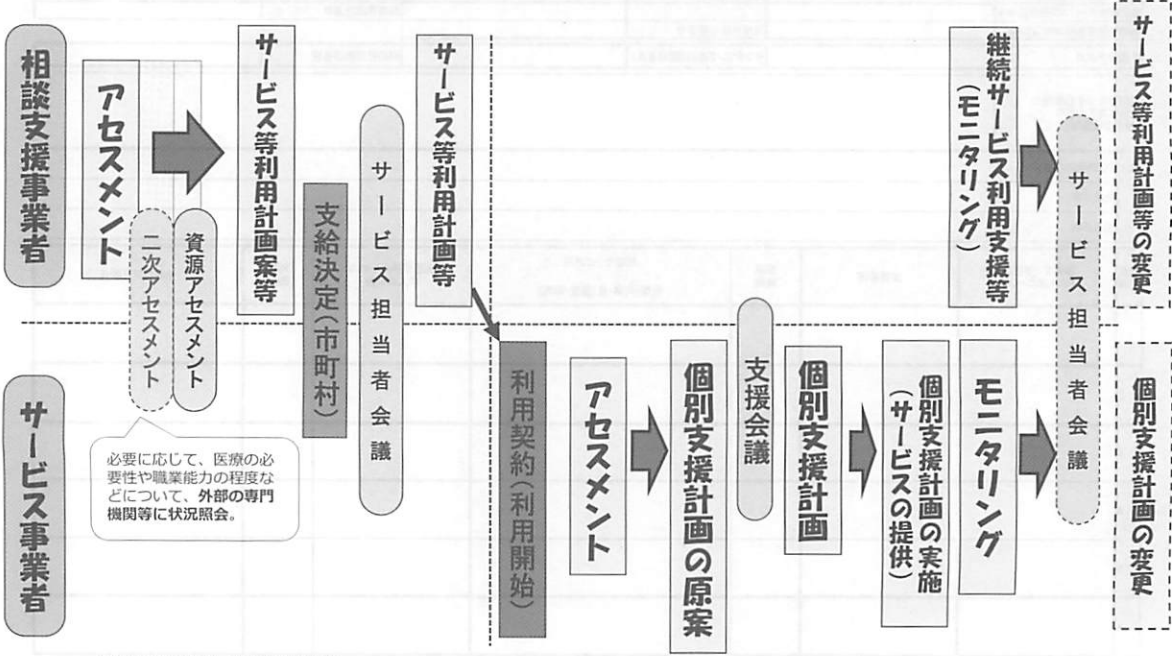 相談支援事業者
アセスメント
二次アセスメント
資源アセスメント
サービス等利用計画案等
支給決定(市町村)
サービス担当者会議
サービス等利用計画等
継続サービス利用支援等
(モニタリング)
サービス担当者会議
サービス等利用計画等の変更
サービス事業者
必要に応じて、医療の必
要性や職業能力の程度な
どについて、外部の専門
機関等に状況照会。
利用契約(利用開始)
アセスメント
個別支援計画の原案
支援会議
個別支援計画
個別支援計画の実施
(サービスの提供)
モニタリング
個別支援計画の変更